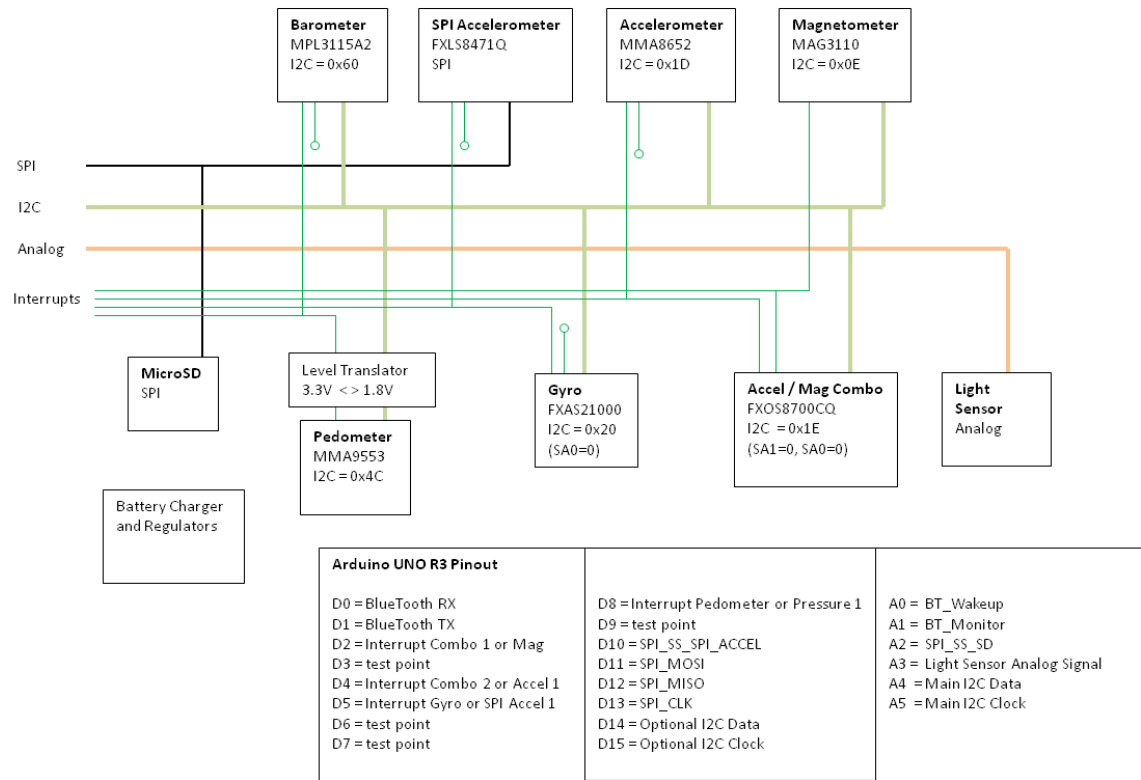 Barometer
MPL3115A2
I2C = 0x60
SPI Accelerometer
FXLS8471Q
SPI
Accelerometer
MMA8652
I2C = 0x1D
Magnetometer
MAG3110
I2C = 0x0E
SPI
I2C
Analog
Interrupts
MicroSD
SPI
Level Translator
3.3V <> 1.8V
Pedometer
MMA9553
I2C = 0x4C
Gyro
FXAS21000
I2C = 0x20
(SA0=0)
Accel / Mag Combo
FXOS8700CQ
I2C = 0x1E
(SA1=0, SA0=0)
Light
Sensor
Analog
Battery Charger
and Regulators
Arduino UNO R3 Pinout
D0 = BlueTooth RX
D1 = BlueTooth TX
D2 = Interrupt Combo 1 or Mag
D3 = test point
D4 = Interrupt Combo 2 or Accel 1
D5 = Interrupt Gyro or SPI Accel 1
D6 = test point
D7 = test point
D8 = Interrupt Pedometer or Pressure 1
D9 = test point
D10 = SPI_SS_SPI_ACCEL
D11 = SPI_MOSI
D12 = SPI_MISO
D13 = SPI_CLK
D14 = Optional I2C Data
D15 = Optional I2C Clock
A0 = BT_Wakeup
A1 = BT_Monitor
A2 = SPI_SS_SD
A3 = Light Sensor Analog Signal
A4 = Main I2C Data
A5 = Main I2C Clock